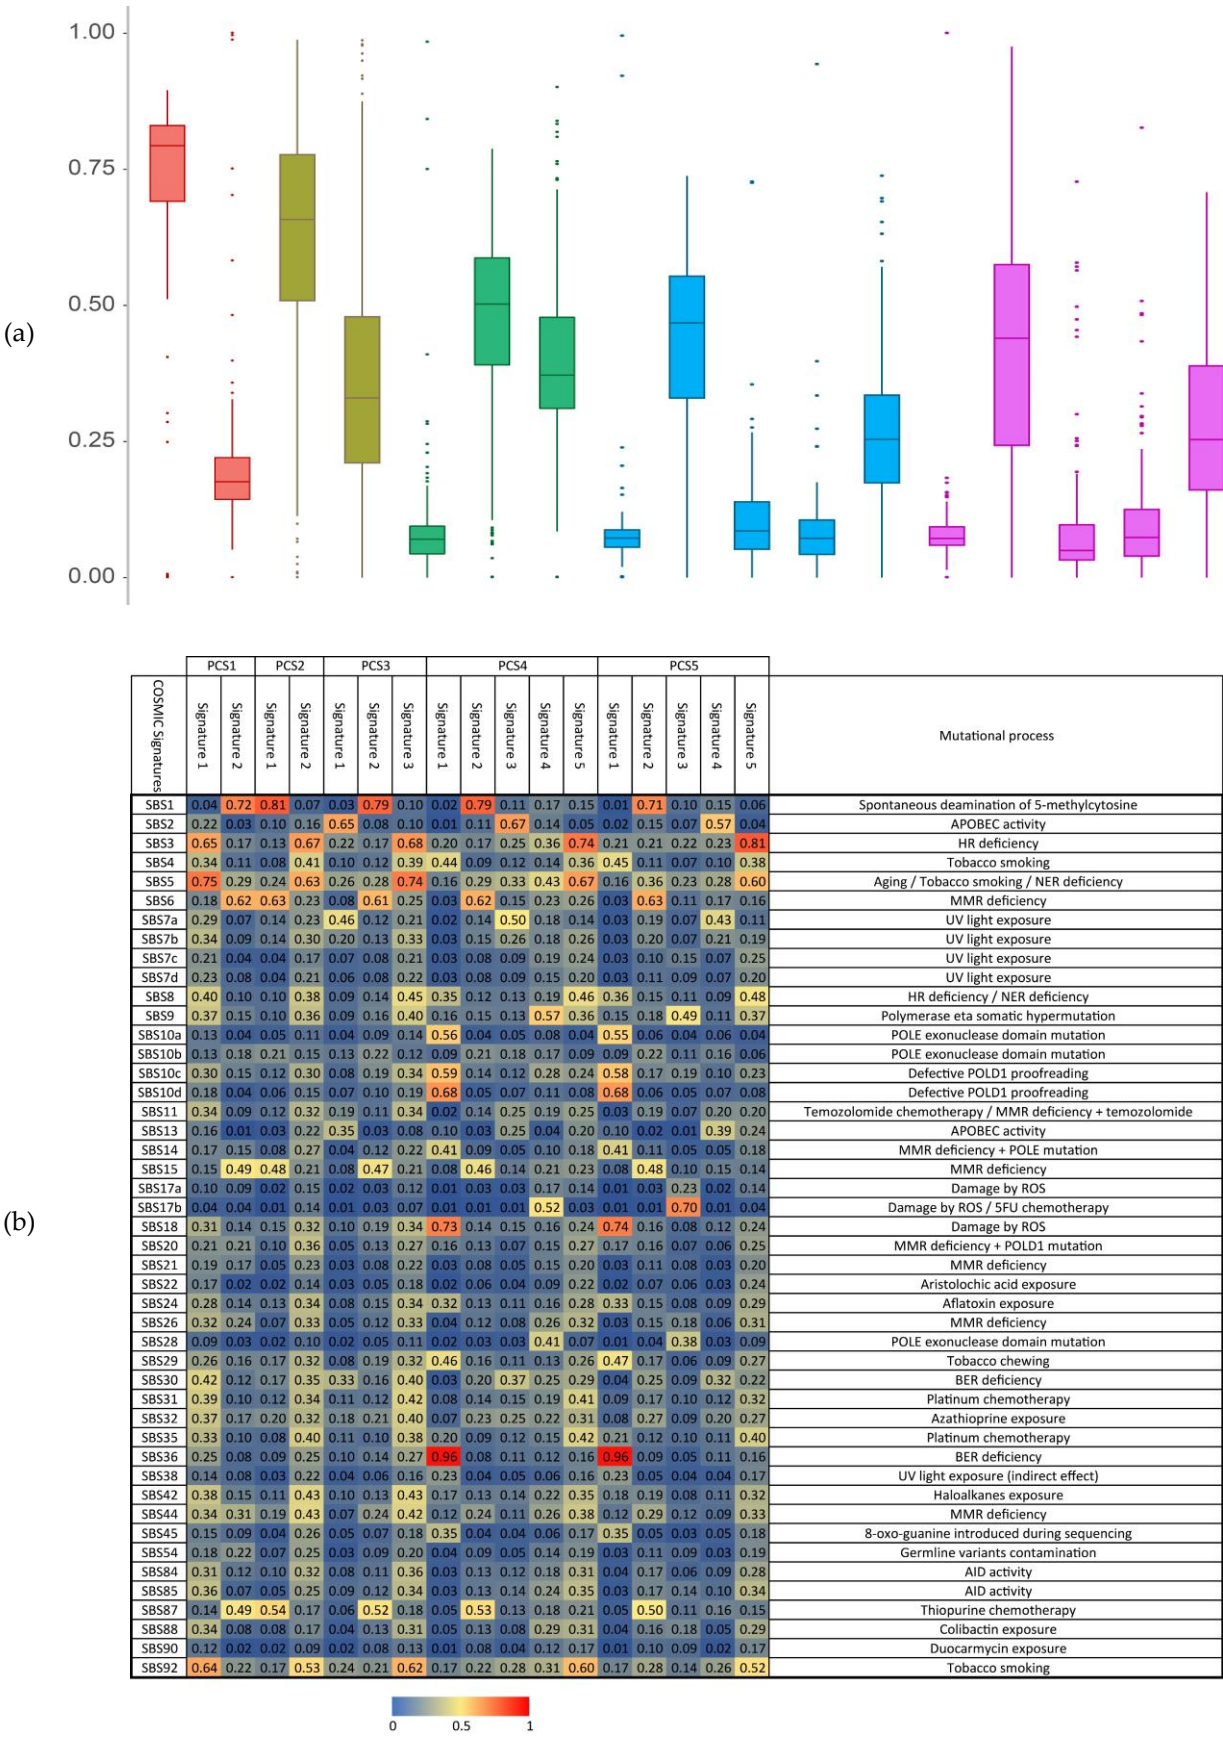 1.00
0.75
0.50
(a)
0.25
0.00
PCS1 PCS2 PCS3 PCS4 PCS5
COSMIC Signatures Signature 1 Signature 2 Signature 1 Signature 2 Signature 1 Signature 2 Signature 3 Signature 1 Signature 2 Signature 3 Signature 4 Signature 5 Signature 1 Signature 2 Signature 3 Signature 4 Signature 5 Mutational process
SBS1 0.04 0.72 0.81 0.07 0.03 0.79 0.10 0.02 0.79 0.11 0.17 0.15 0.01 0.71 0.10 0.15 0.06 Spontaneous deamination of 5-methylcytosine
SBS2 0.22 0.03 0.10 0.16 0.65 0.08 0.10 0.01 0.11 0.67 0.14 0.05 0.02 0.15 0.07 0.57 0.04 APOBEC activity
SBS3 0.65 0.17 0.13 0.67 0.22 0.17 0.68 0.20 0.17 0.25 0.36 0.74 0.21 0.21 0.22 0.23 0.81 HR deficiency
SBS4 0.34 0.11 0.08 0.41 0.10 0.12 0.39 0.44 0.09 0.12 0.14 0.36 0.45 0.11 0.07 0.10 0.38 Tobacco smoking
SBS5 0.75 0.29 0.24 0.63 0.26 0.28 0.74 0.16 0.29 0.33 0.43 0.67 0.16 0.36 0.23 0.28 0.60 Aging / Tobacco smoking / NER deficiency
SBS6 0.18 0.62 0.63 0.23 0.08 0.61 0.25 0.03 0.62 0.15 0.23 0.26 0.03 0.63 0.11 0.17 0.16 MMR deficiency
SBS7a 0.29 0.07 0.14 0.23 0.46 0.12 0.21 0.02 0.14 0.50 0.18 0.14 0.03 0.19 0.07 0.43 0.11 UV light exposure
SBS7b 0.34 0.09 0.14 0.30 0.20 0.13 0.33 0.03 0.15 0.26 0.18 0.26 0.03 0.20 0.07 0.21 0.19 UV light exposure
SBS7c 0.21 0.04 0.04 0.17 0.07 0.08 0.21 0.03 0.08 0.09 0.19 0.24 0.03 0.10 0.15 0.07 0.25 UV light exposure
SBS7d 0.23 0.08 0.04 0.21 0.06 0.08 0.22 0.03 0.08 0.09 0.15 0.20 0.03 0.11 0.09 0.07 0.20 UV light exposure
SBS8 0.40 0.10 0.10 0.38 0.09 0.14 0.45 0.35 0.12 0.13 0.19 0.46 0.36 0.15 0.11 0.09 0.48 HR deficiency / NER deficiency
SBS9 0.37 0.15 0.10 0.36 0.09 0.16 0.40 0.16 0.15 0.13 0.57 0.36 0.15 0.18 0.49 0.11 0.37 Polymerase eta somatic hypermutation
SBS10a 0.13 0.04 0.05 0.11 0.04 0.09 0.14 0.56 0.04 0.05 0.08 0.04 0.55 0.06 0.04 0.06 0.04 POLE exonuclease domain mutation
SBS10b 0.13 0.18 0.21 0.15 0.13 0.22 0.12 0.09 0.21 0.18 0.17 0.09 0.09 0.22 0.11 0.16 0.06 POLE exonuclease domain mutation
SBS10c 0.30 0.15 0.12 0.30 0.08 0.19 0.34 0.59 0.14 0.12 0.28 0.24 0.58 0.17 0.19 0.10 0.23 Defective POLD1 proofreading
SBS10d 0.18 0.04 0.06 0.15 0.07 0.10 0.19 0.68 0.05 0.07 0.11 0.08 0.68 0.06 0.05 0.07 0.08 Defective POLD1 proofreading
SBS11 0.34 0.09 0.12 0.32 0.19 0.11 0.34 0.02 0.14 0.25 0.19 0.25 0.03 0.19 0.07 0.20 0.20 Temozolomide chemotherapy / MMR deficiency + temozolomide
SBS13 0.16 0.01 0.03 0.22 0.35 0.03 0.08 0.10 0.03 0.25 0.04 0.20 0.10 0.02 0.01 0.39 0.24 APOBEC activity
SBS14 0.17 0.15 0.08 0.27 0.04 0.12 0.22 0.41 0.09 0.05 0.10 0.18 0.41 0.11 0.05 0.05 0.18 MMR deficiency + POLE mutation
SBS15 0.15 0.49 0.48 0.21 0.08 0.47 0.21 0.08 0.46 0.14 0.21 0.23 0.08 0.48 0.10 0.15 0.14 MMR deficiency
SBS17a 0.10 0.09 0.02 0.15 0.02 0.03 0.12 0.01 0.03 0.03 0.17 0.14 0.01 0.03 0.23 0.02 0.14 Damage by ROS
SBS17b 0.04 0.04 0.01 0.14 0.01 0.03 0.07 0.01 0.01 0.01 0.52 0.03 0.01 0.01 0.70 0.01 0.04 Damage by ROS / 5FU chemotherapy
(b)
SBS18 0.31 0.14 0.15 0.32 0.10 0.19 0.34 0.73 0.14 0.15 0.16 0.24 0.74 0.16 0.08 0.12 0.24 Damage by ROS
SBS20 0.21 0.21 0.10 0.36 0.05 0.13 0.27 0.16 0.13 0.07 0.15 0.27 0.17 0.16 0.07 0.06 0.25 MMR deficiency + POLD1 mutation
SBS21 0.19 0.17 0.05 0.23 0.03 0.08 0.22 0.03 0.08 0.05 0.15 0.20 0.03 0.11 0.08 0.03 0.20 MMR deficiency
SBS22 0.17 0.02 0.02 0.14 0.03 0.05 0.18 0.02 0.06 0.04 0.09 0.22 0.02 0.07 0.06 0.03 0.24 Aristolochic acid exposure
SBS24 0.28 0.14 0.13 0.34 0.08 0.15 0.34 0.32 0.13 0.11 0.16 0.28 0.33 0.15 0.08 0.09 0.29 Aflatoxin exposure
SBS26 0.32 0.24 0.07 0.33 0.05 0.12 0.33 0.04 0.12 0.08 0.26 0.32 0.03 0.15 0.18 0.06 0.31 MMR deficiency
SBS28 0.09 0.03 0.02 0.10 0.02 0.05 0.11 0.02 0.03 0.03 0.41 0.07 0.01 0.04 0.38 0.03 0.09 POLE exonuclease domain mutation
SBS29 0.26 0.16 0.17 0.32 0.08 0.19 0.32 0.46 0.16 0.11 0.13 0.26 0.47 0.17 0.06 0.09 0.27 Tobacco chewing
SBS30 0.42 0.12 0.17 0.35 0.33 0.16 0.40 0.03 0.20 0.37 0.25 0.29 0.04 0.25 0.09 0.32 0.22 BER deficiency
SBS31 0.39 0.10 0.12 0.34 0.11 0.12 0.42 0.08 0.14 0.15 0.19 0.41 0.09 0.17 0.10 0.12 0.32 Platinum chemotherapy
SBS32 0.37 0.17 0.20 0.32 0.18 0.21 0.40 0.07 0.23 0.25 0.22 0.31 0.08 0.27 0.09 0.20 0.27 Azathioprine exposure
SBS35 0.33 0.10 0.08 0.40 0.11 0.10 0.38 0.20 0.09 0.12 0.15 0.42 0.21 0.12 0.10 0.11 0.40 Platinum chemotherapy
SBS36 0.25 0.08 0.09 0.25 0.10 0.14 0.27 0.96 0.08 0.11 0.12 0.16 0.96 0.09 0.05 0.11 0.16 BER deficiency
SBS38 0.14 0.08 0.03 0.22 0.04 0.06 0.16 0.23 0.04 0.05 0.06 0.16 0.23 0.05 0.04 0.04 0.17 UV light exposure (indirect effect)
SBS42 0.38 0.15 0.11 0.43 0.10 0.13 0.43 0.17 0.13 0.14 0.22 0.35 0.18 0.19 0.08 0.11 0.32 Haloalkanes exposure
SBS44 0.34 0.31 0.19 0.43 0.07 0.24 0.42 0.12 0.24 0.11 0.26 0.38 0.12 0.29 0.12 0.09 0.33 MMR deficiency
SBS45 0.15 0.09 0.04 0.26 0.05 0.07 0.18 0.35 0.04 0.04 0.06 0.17 0.35 0.05 0.03 0.05 0.18 8-oxo-guanine introduced during sequencing
SBS54 0.18 0.22 0.07 0.25 0.03 0.09 0.20 0.04 0.09 0.05 0.14 0.19 0.03 0.11 0.09 0.03 0.19 Germline variants contamination
SBS84 0.31 0.12 0.10 0.32 0.08 0.11 0.36 0.03 0.13 0.12 0.18 0.31 0.04 0.17 0.06 0.09 0.28 AID activity
SBS85 0.36 0.07 0.05 0.25 0.09 0.12 0.34 0.03 0.13 0.14 0.24 0.35 0.03 0.17 0.14 0.10 0.34 AID activity
SBS87 0.14 0.49 0.54 0.17 0.06 0.52 0.18 0.05 0.53 0.13 0.18 0.21 0.05 0.50 0.11 0.16 0.15 Thiopurine chemotherapy
SBS88 0.34 0.08 0.08 0.17 0.04 0.13 0.31 0.05 0.13 0.08 0.29 0.31 0.04 0.16 0.18 0.05 0.29 Colibactin exposure
SBS90 0.12 0.02 0.02 0.09 0.02 0.08 0.13 0.01 0.08 0.04 0.12 0.17 0.01 0.10 0.09 0.02 0.17 Duocarmycin exposure
SBS92 0.64 0.22 0.17 0.53 0.24 0.21 0.62 0.17 0.22 0.28 0.31 0.60 0.17 0.28 0.14 0.26 0.52 Tobacco smoking
0 0.5 1